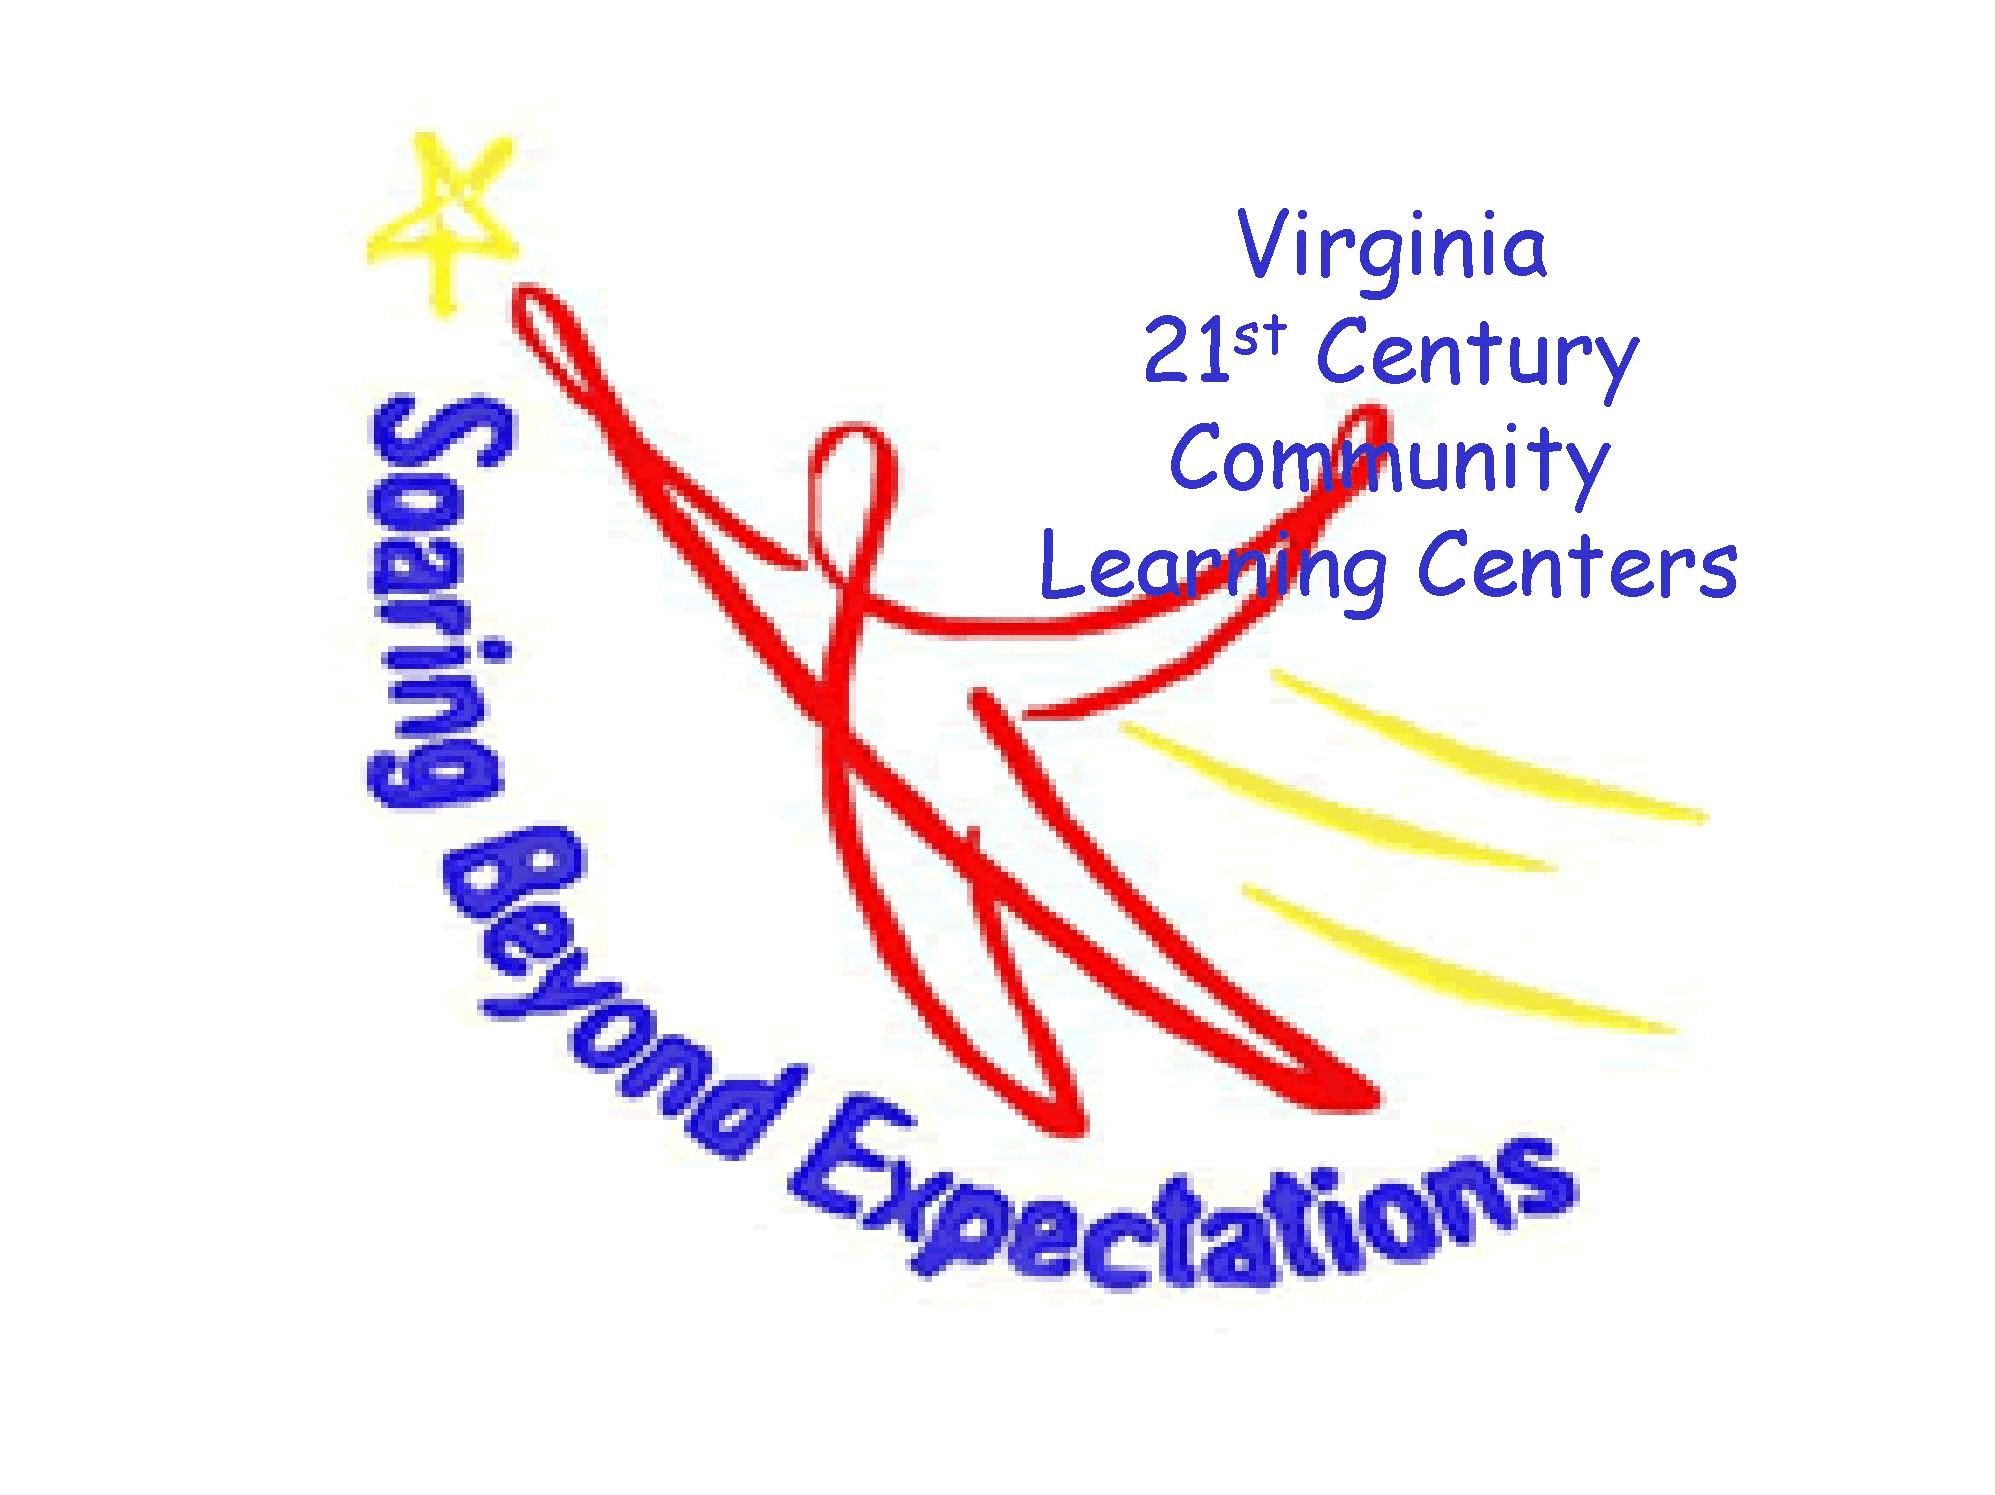 Virginia
21st Century
Community
Learning Centers
Soaring Beyond Expectations